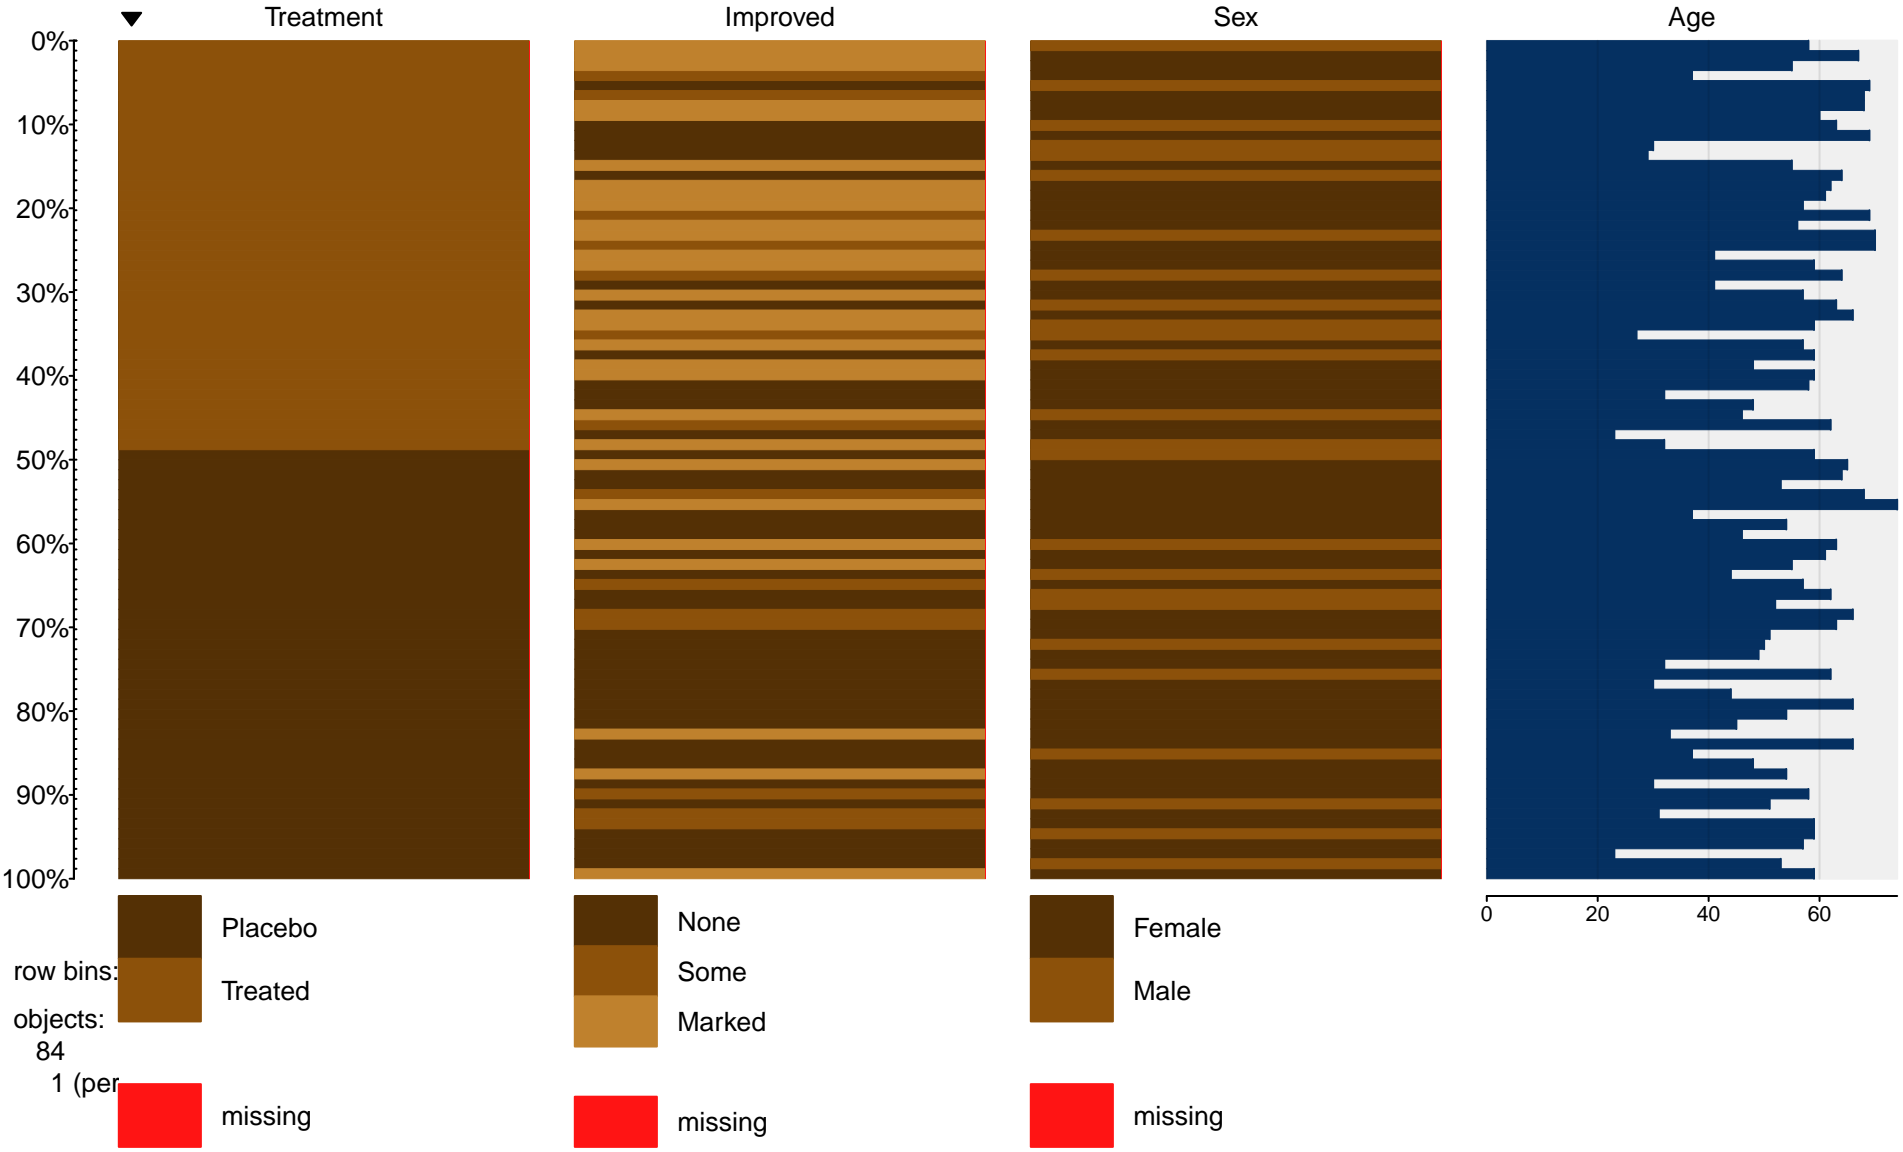 Treatment
Improved
Sex
Age
0%
10%
20%
30%
40%
50%
60%
70%
80%
90%
100%
0
20
40
60
row bins:
objects:
84
1 (per
Placebo
Treated
missing
None
Some
Marked
missing
Female
Male
missing